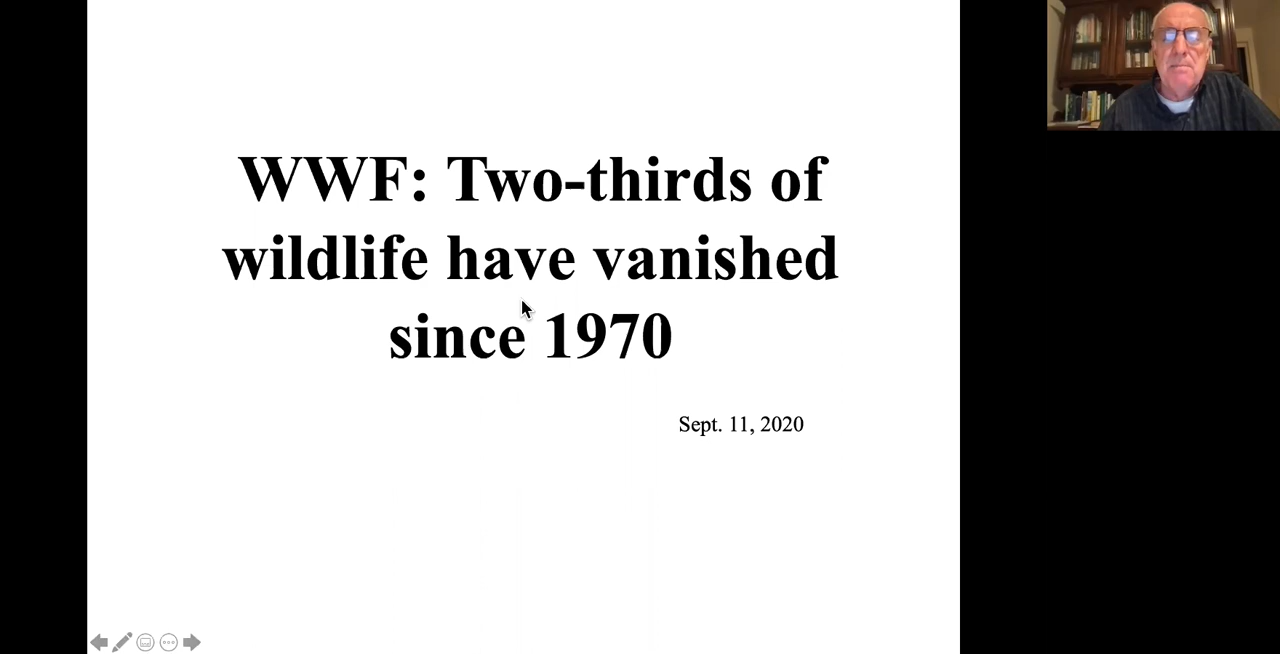 WWF: Two-thirds of
wildlife have vanished
since 1970
Sept. 11, 2020